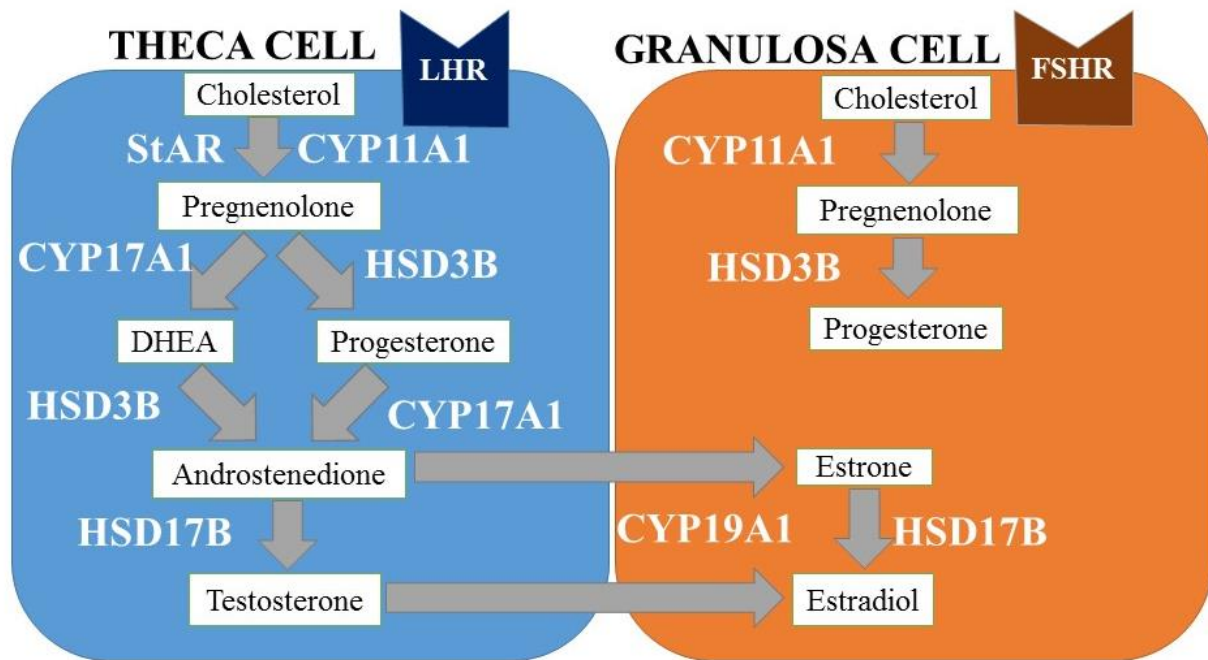 THECA CELL
LHR
Cholesterol
StAR
CYP11A1
Pregnenolone
CYP17A1
HSD3B
DHEA
Progesterone
HSD3B
CYP17A1
Androstenedione
HSD17B
Testosterone
GRANULOSA CELL
FSHR
Cholesterol
CYP11A1
Pregnenolone
HSD3B
Progesterone
Estrone
CYP19A1
HSD17B
Estradiol